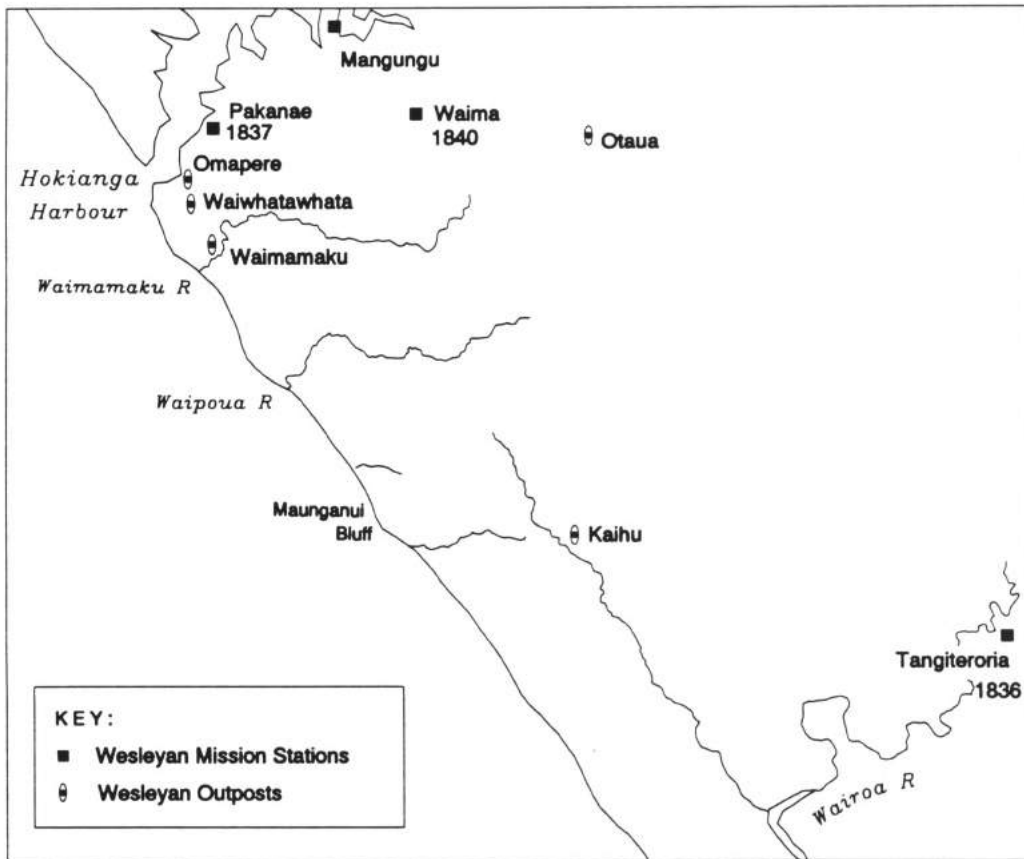 Mangungu
Pakanae
1837
Waima
1840
Otaua
Hokianga
Harbour
Omapere
Waiwhatawhata
Waimamaku
Waimamaku R
Waipoua R
Maunganui
Bluff
Kaihu
Tangiteroria
1836
Wairoa R
KEY:
Wesleyan Mission Stations
Wesleyan Outposts